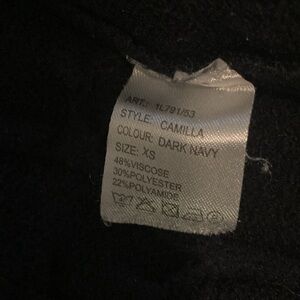 ART.: 1L791/53
STYLE: CAMILLA
COLOUR: DARK NAVY
SIZE: XS
48%VISCOSE
30%POLYESTER
22%POLYAMIDE